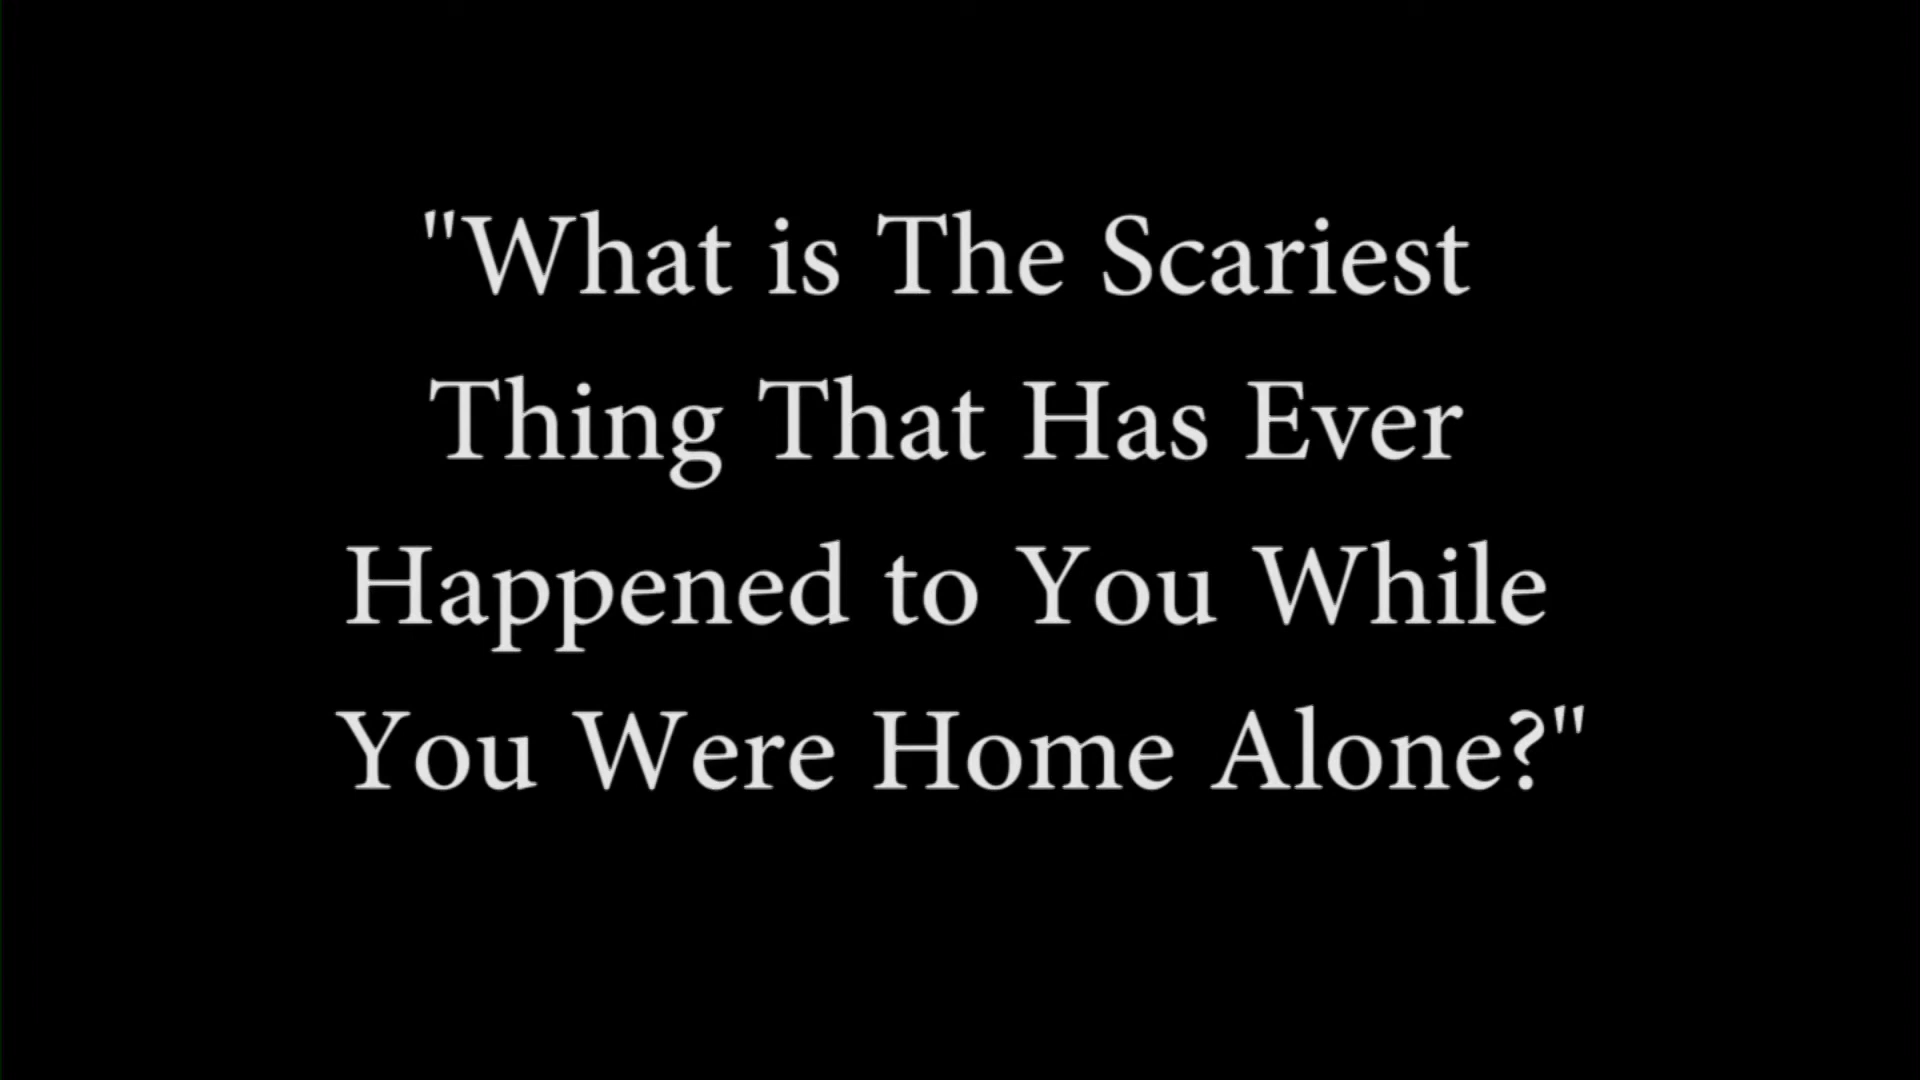 "What is The Scariest
Thing That Has Ever
Happened to You While
You Were Home Alone?"